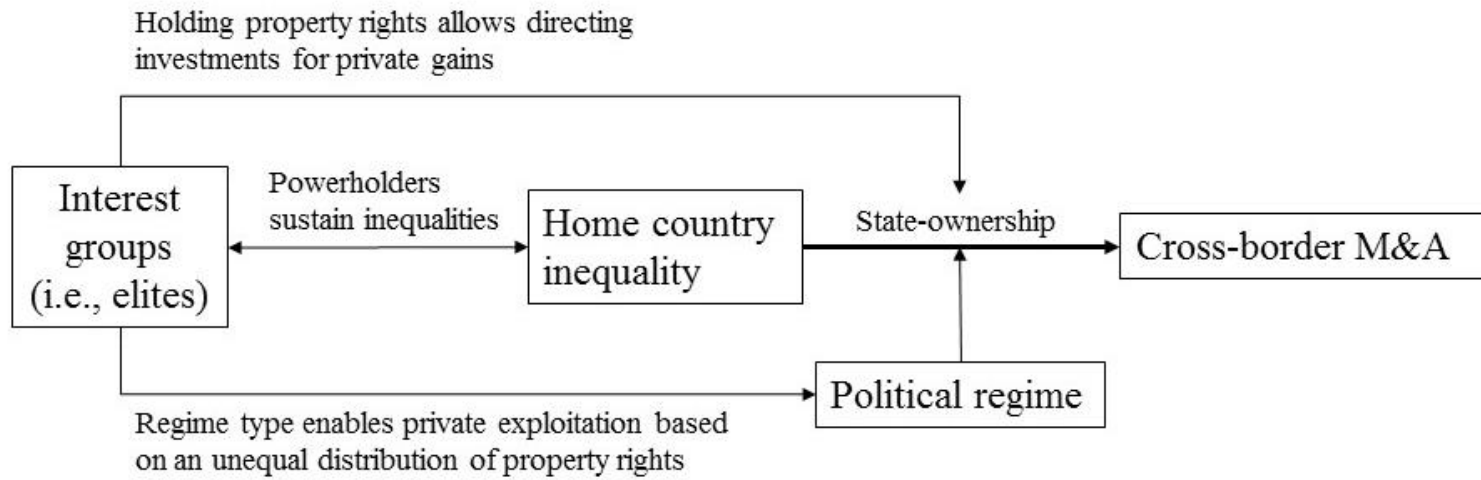 Holding property rights allows directing
investments for private gains
Interest
groups
(i.e., elites)
Powerholders
sustain inequalities
Home country
inequality
State-ownership
Cross-border M&A
Political regime
Regime type enables private exploitation based
on an unequal distribution of property rights